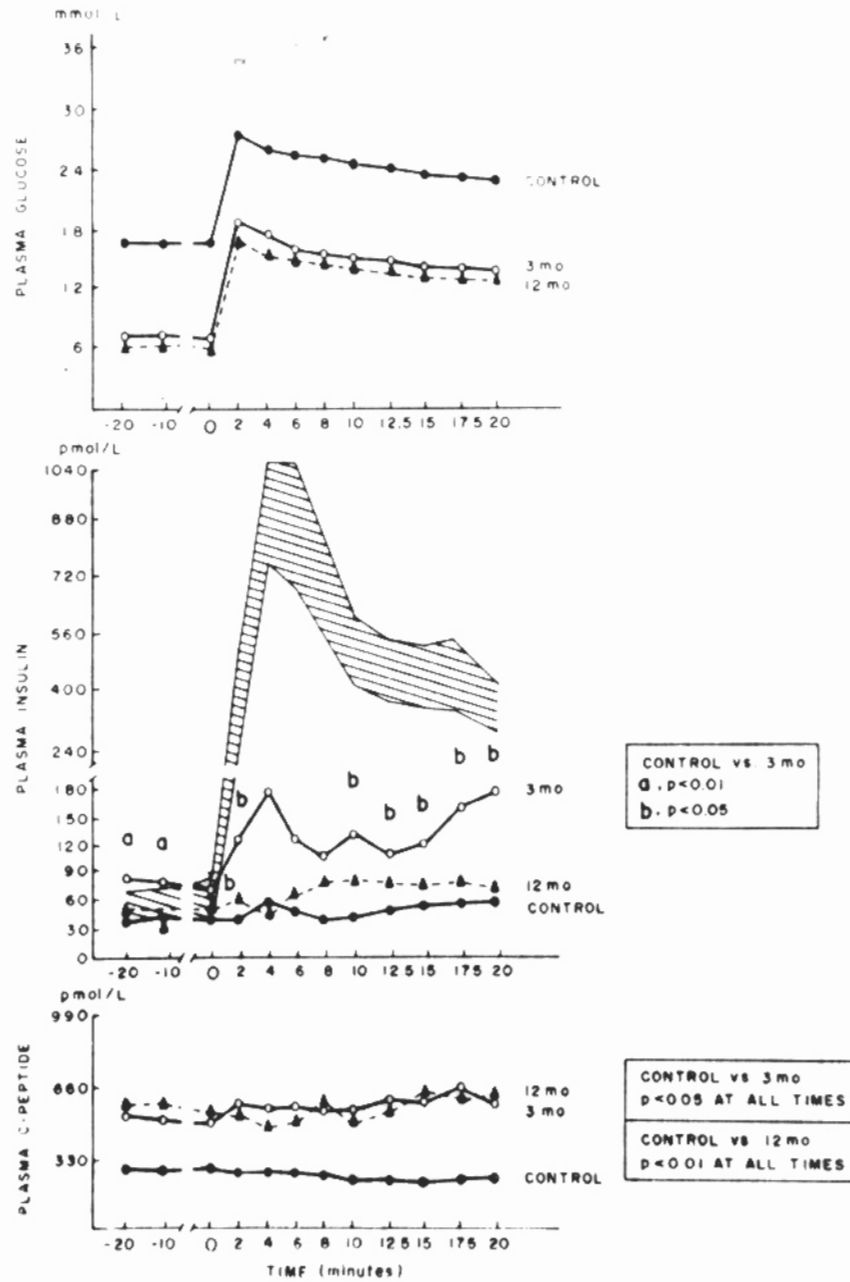 mmol L
36
30
24
18
12
6
PLASMA GLUCOSE
CONTROL
3 mo
12 mo
-20 -10 0 2 4 6 8 10 12.5 15 17.5 20
pmol/L
1040
880
720
560
400
240
180
150
120
90
60
30
0
PLASMA INSULIN
a a b b b b b b b
3 mo
12 mo
CONTROL
CONTROL vs. 3 mo
a, p<0.01
b, p<0.05
-20 -10 0 2 4 6 8 10 12.5 15 17.5 20
pmol/L
990
660
330
PLASMA C-PEPTIDE
12 mo
3 mo
CONTROL
CONTROL vs 3 mo
p<0.05 AT ALL TIMES
CONTROL vs 12 mo
p<0.01 AT ALL TIMES
-20 -10 0 2 4 6 8 10 12.5 15 17.5 20
TIME (minutes)